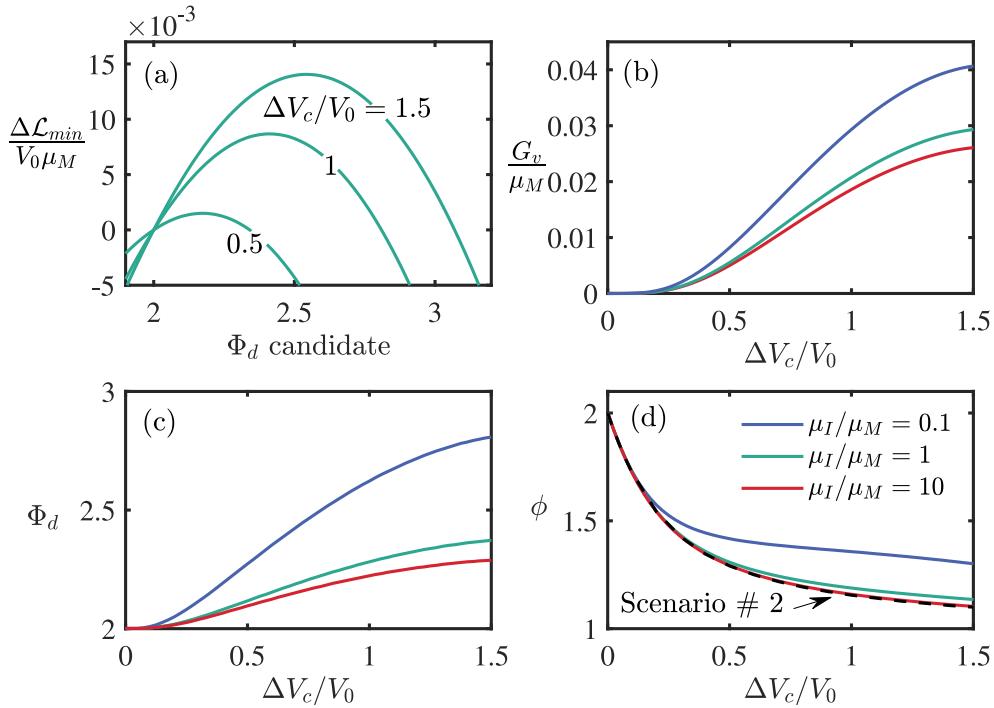 ×10⁻³
(a)
ΔV_c/V_0 = 1.5
1
0.5
15
10
5
0
-5
2
2.5
3
Δℒ_min
V_0μ_M
Φ_d candidate
(b)
0.04
0.03
0.02
0.01
0
G_v
μ_M
0
0.5
1
1.5
ΔV_c/V_0
(c)
3
2.5
2
Φ_d
0
0.5
1
1.5
ΔV_c/V_0
(d)
μ_I/μ_M = 0.1
μ_I/μ_M = 1
μ_I/μ_M = 10
Scenario # 2
2
1.5
1
ϕ
0
0.5
1
1.5
ΔV_c/V_0